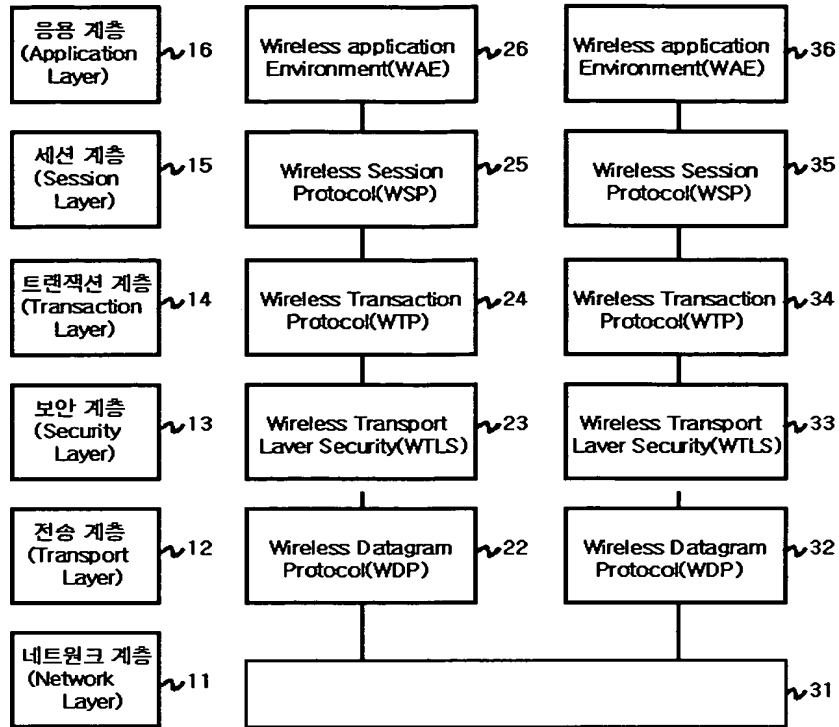 응용 계층
(Application
Layer)
16
Wireless application
Environment(WAE)
26
Wireless application
Environment(WAE)
36
세션 계층
(Session
Layer)
15
Wireless Session
Protocol(WSP)
25
Wireless Session
Protocol(WSP)
35
트랜잭션 계층
(Transaction
Layer)
14
Wireless Transaction
Protocol(WTP)
24
Wireless Transaction
Protocol(WTP)
34
보안 계층
(Security
Layer)
13
Wireless Transport
Laver Security(WTLS)
23
Wireless Transport
Laver Security(WTLS)
33
전송 계층
(Transport
Layer)
12
Wireless Datagram
Protocol(WDP)
22
Wireless Datagram
Protocol(WDP)
32
네트워크 계층
(Network
Layer)
11
31